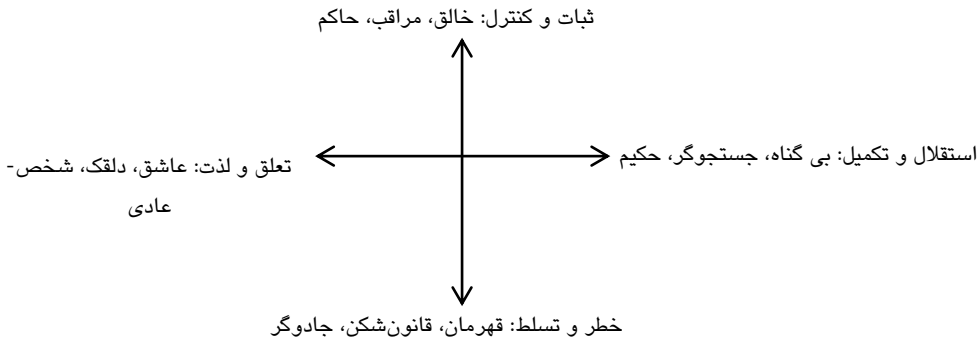 ثبات و کنترل: خالق، مراقب، حاکم
استقلال و تکمیل: بی گناه، جستجوگر، حکیم
تعلق و لذت: عاشق، دلقک، شخص-
عادی
خطر و تسلط: قهرمان، قانون‌شکن، جادوگر